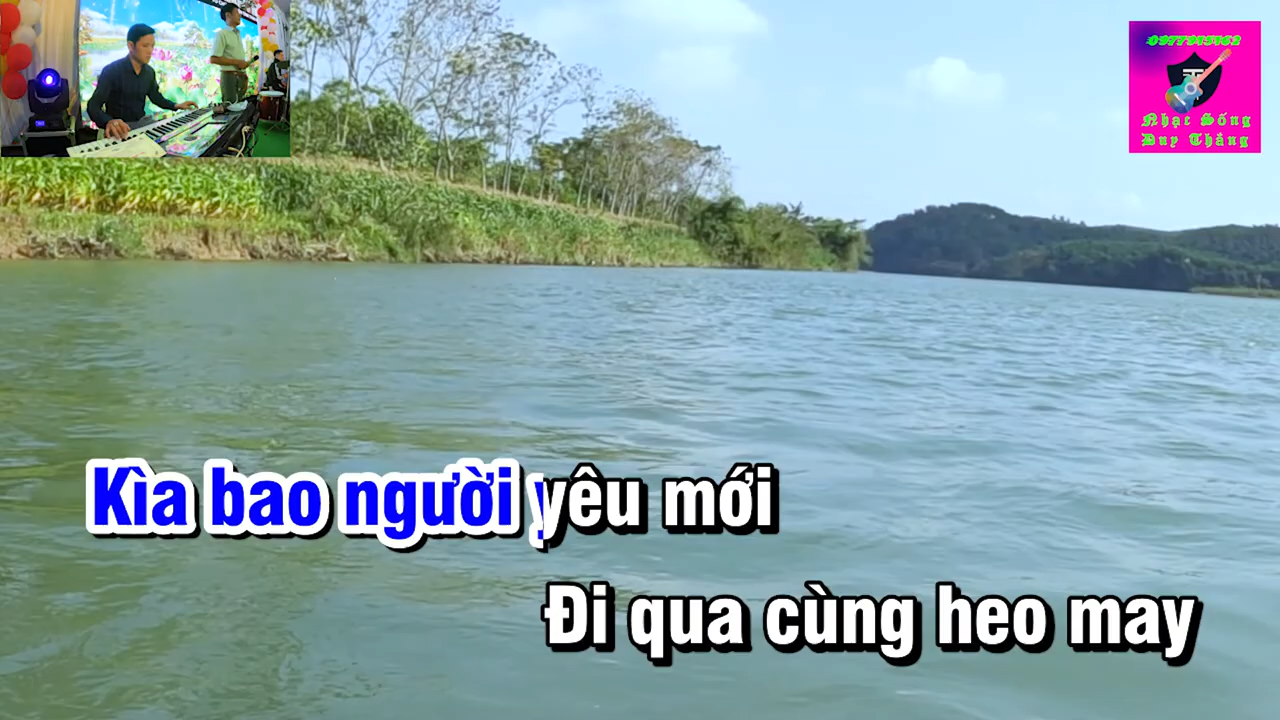 Nhạc Sống
Duy Thắng
Kìa bao người yêu mới
Đi qua cùng heo may